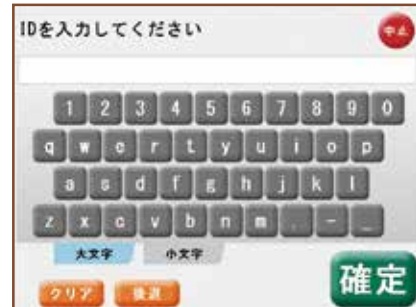 IDを入力してください
中止
1 2 3 4 5 6 7 8 9 0
q w e r t y u i o p
a s d f g h j k l
z x c v b n m . - _
大文字 小文字
クリア 後退
確定